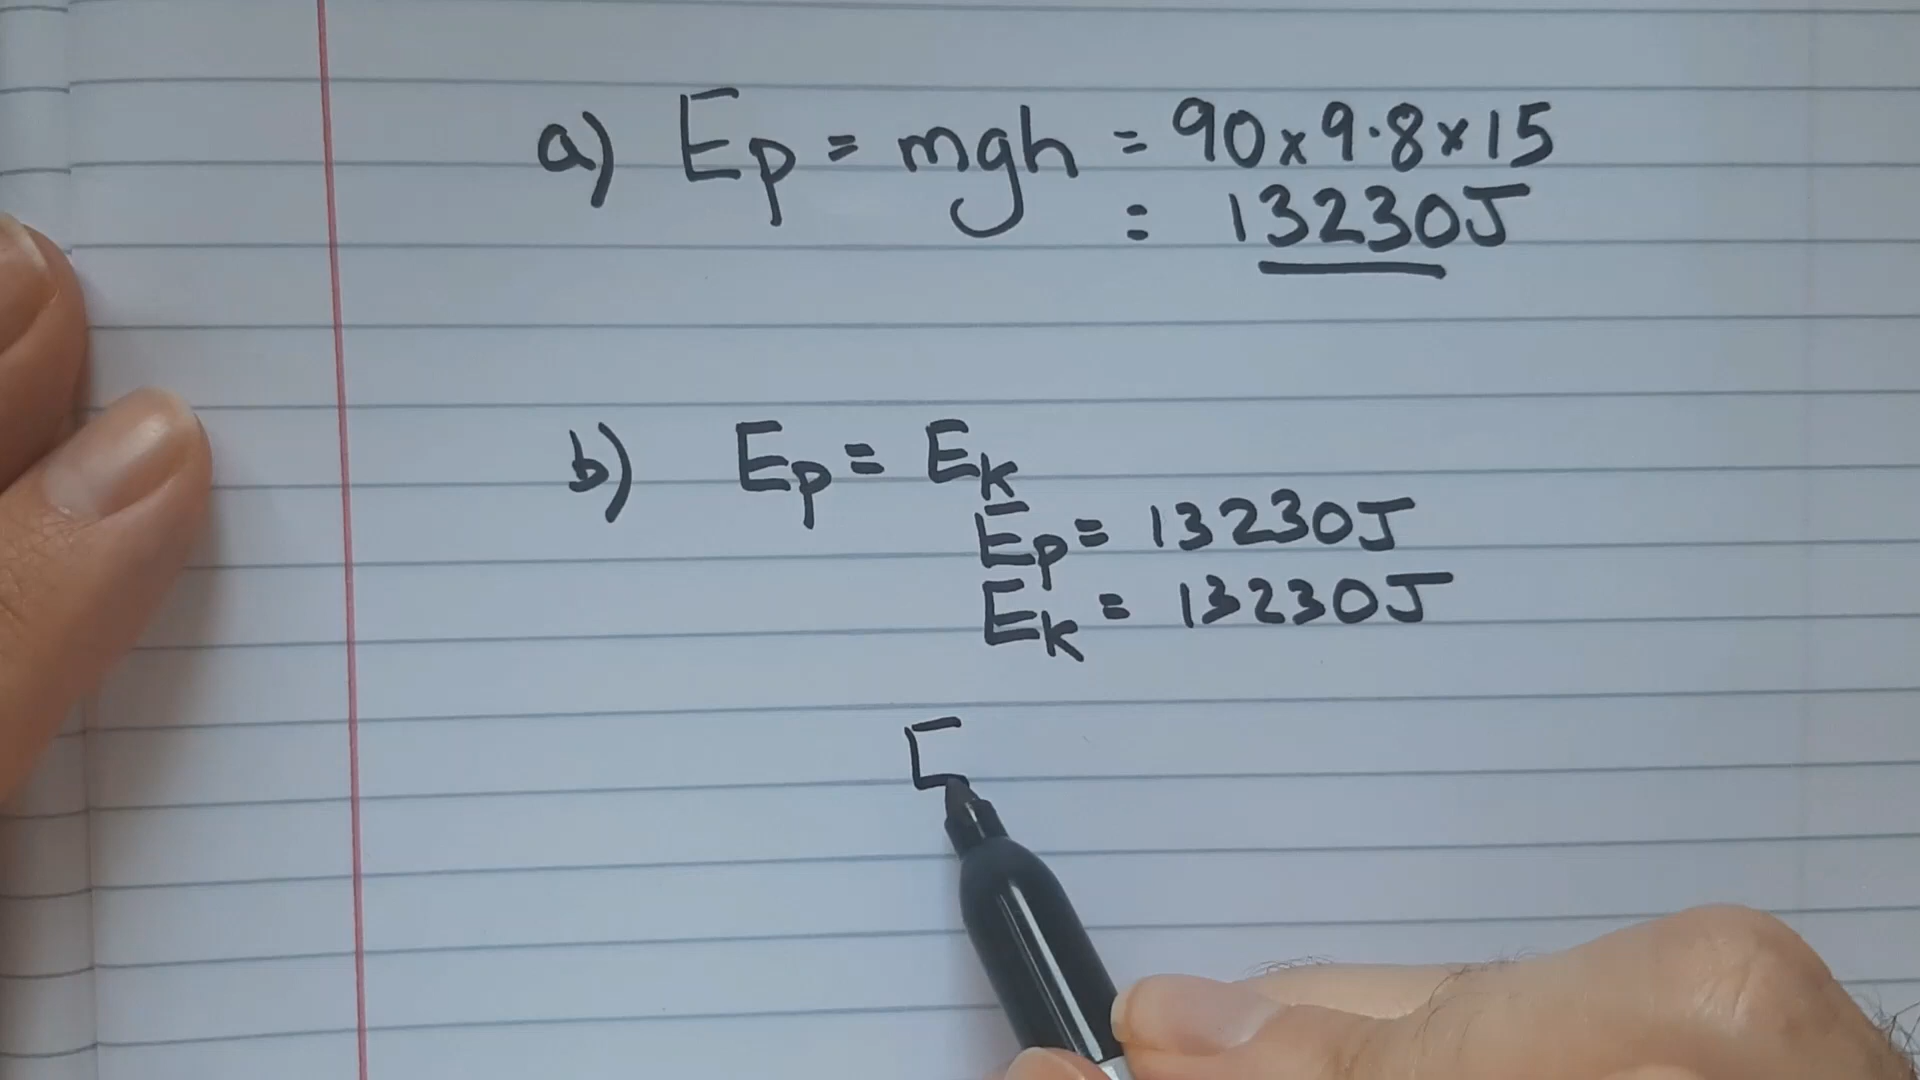 a) Ep = mgh = 90×9.8×15
= 13230J
b) Ep = Ek
Ep = 13230J
Ek = 13230J
E